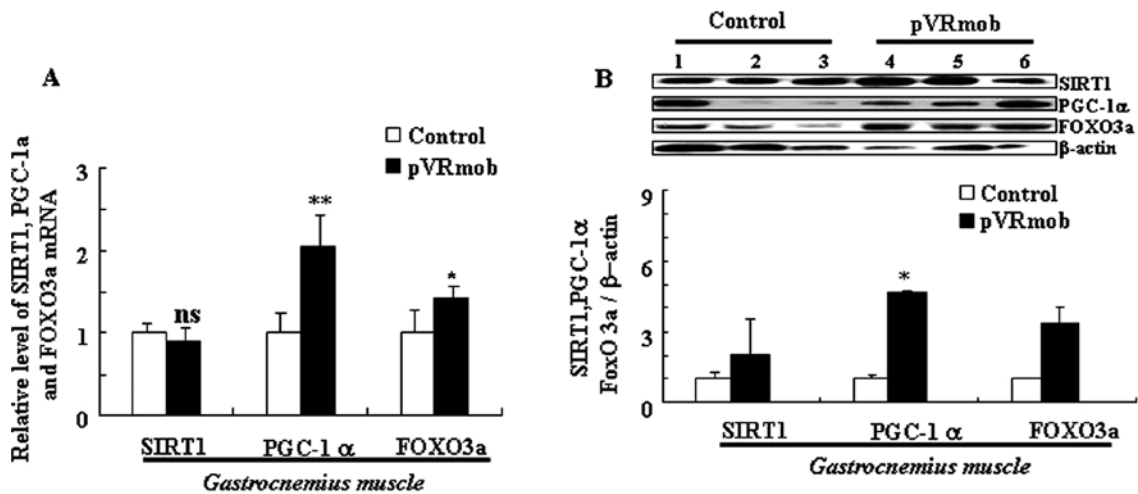 A
Control
pVRmob
Relative level of SIRT1, PGC-1a
and FOXO3a mRNA
3
2
1
0
ns
**
*
SIRT1 PGC-1 α FOXO3a
Gastrocnemius muscle
B
Control pVRmob
1 2 3 4 5 6
SIRT1
PGC-1α
FOXO3a
β-actin
Control
pVRmob
SIRT1,PGC-1α
FoxO 3a / β-actin
9
6
3
0
*
SIRT1 PGC-1 α FOXO3a
Gastrocnemius muscle